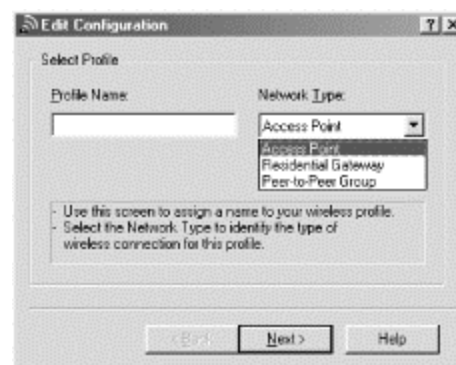 Edit Configuration
Select Profile
Profile Name:
Network Type:
Access Point
Access Point
Residential Gateway
Peer-to-Peer Group
- Use this screen to assign a name to your wireless profile.
- Select the Network Type to identify the type of
wireless connection for this profile.
< Back
Next >
Help